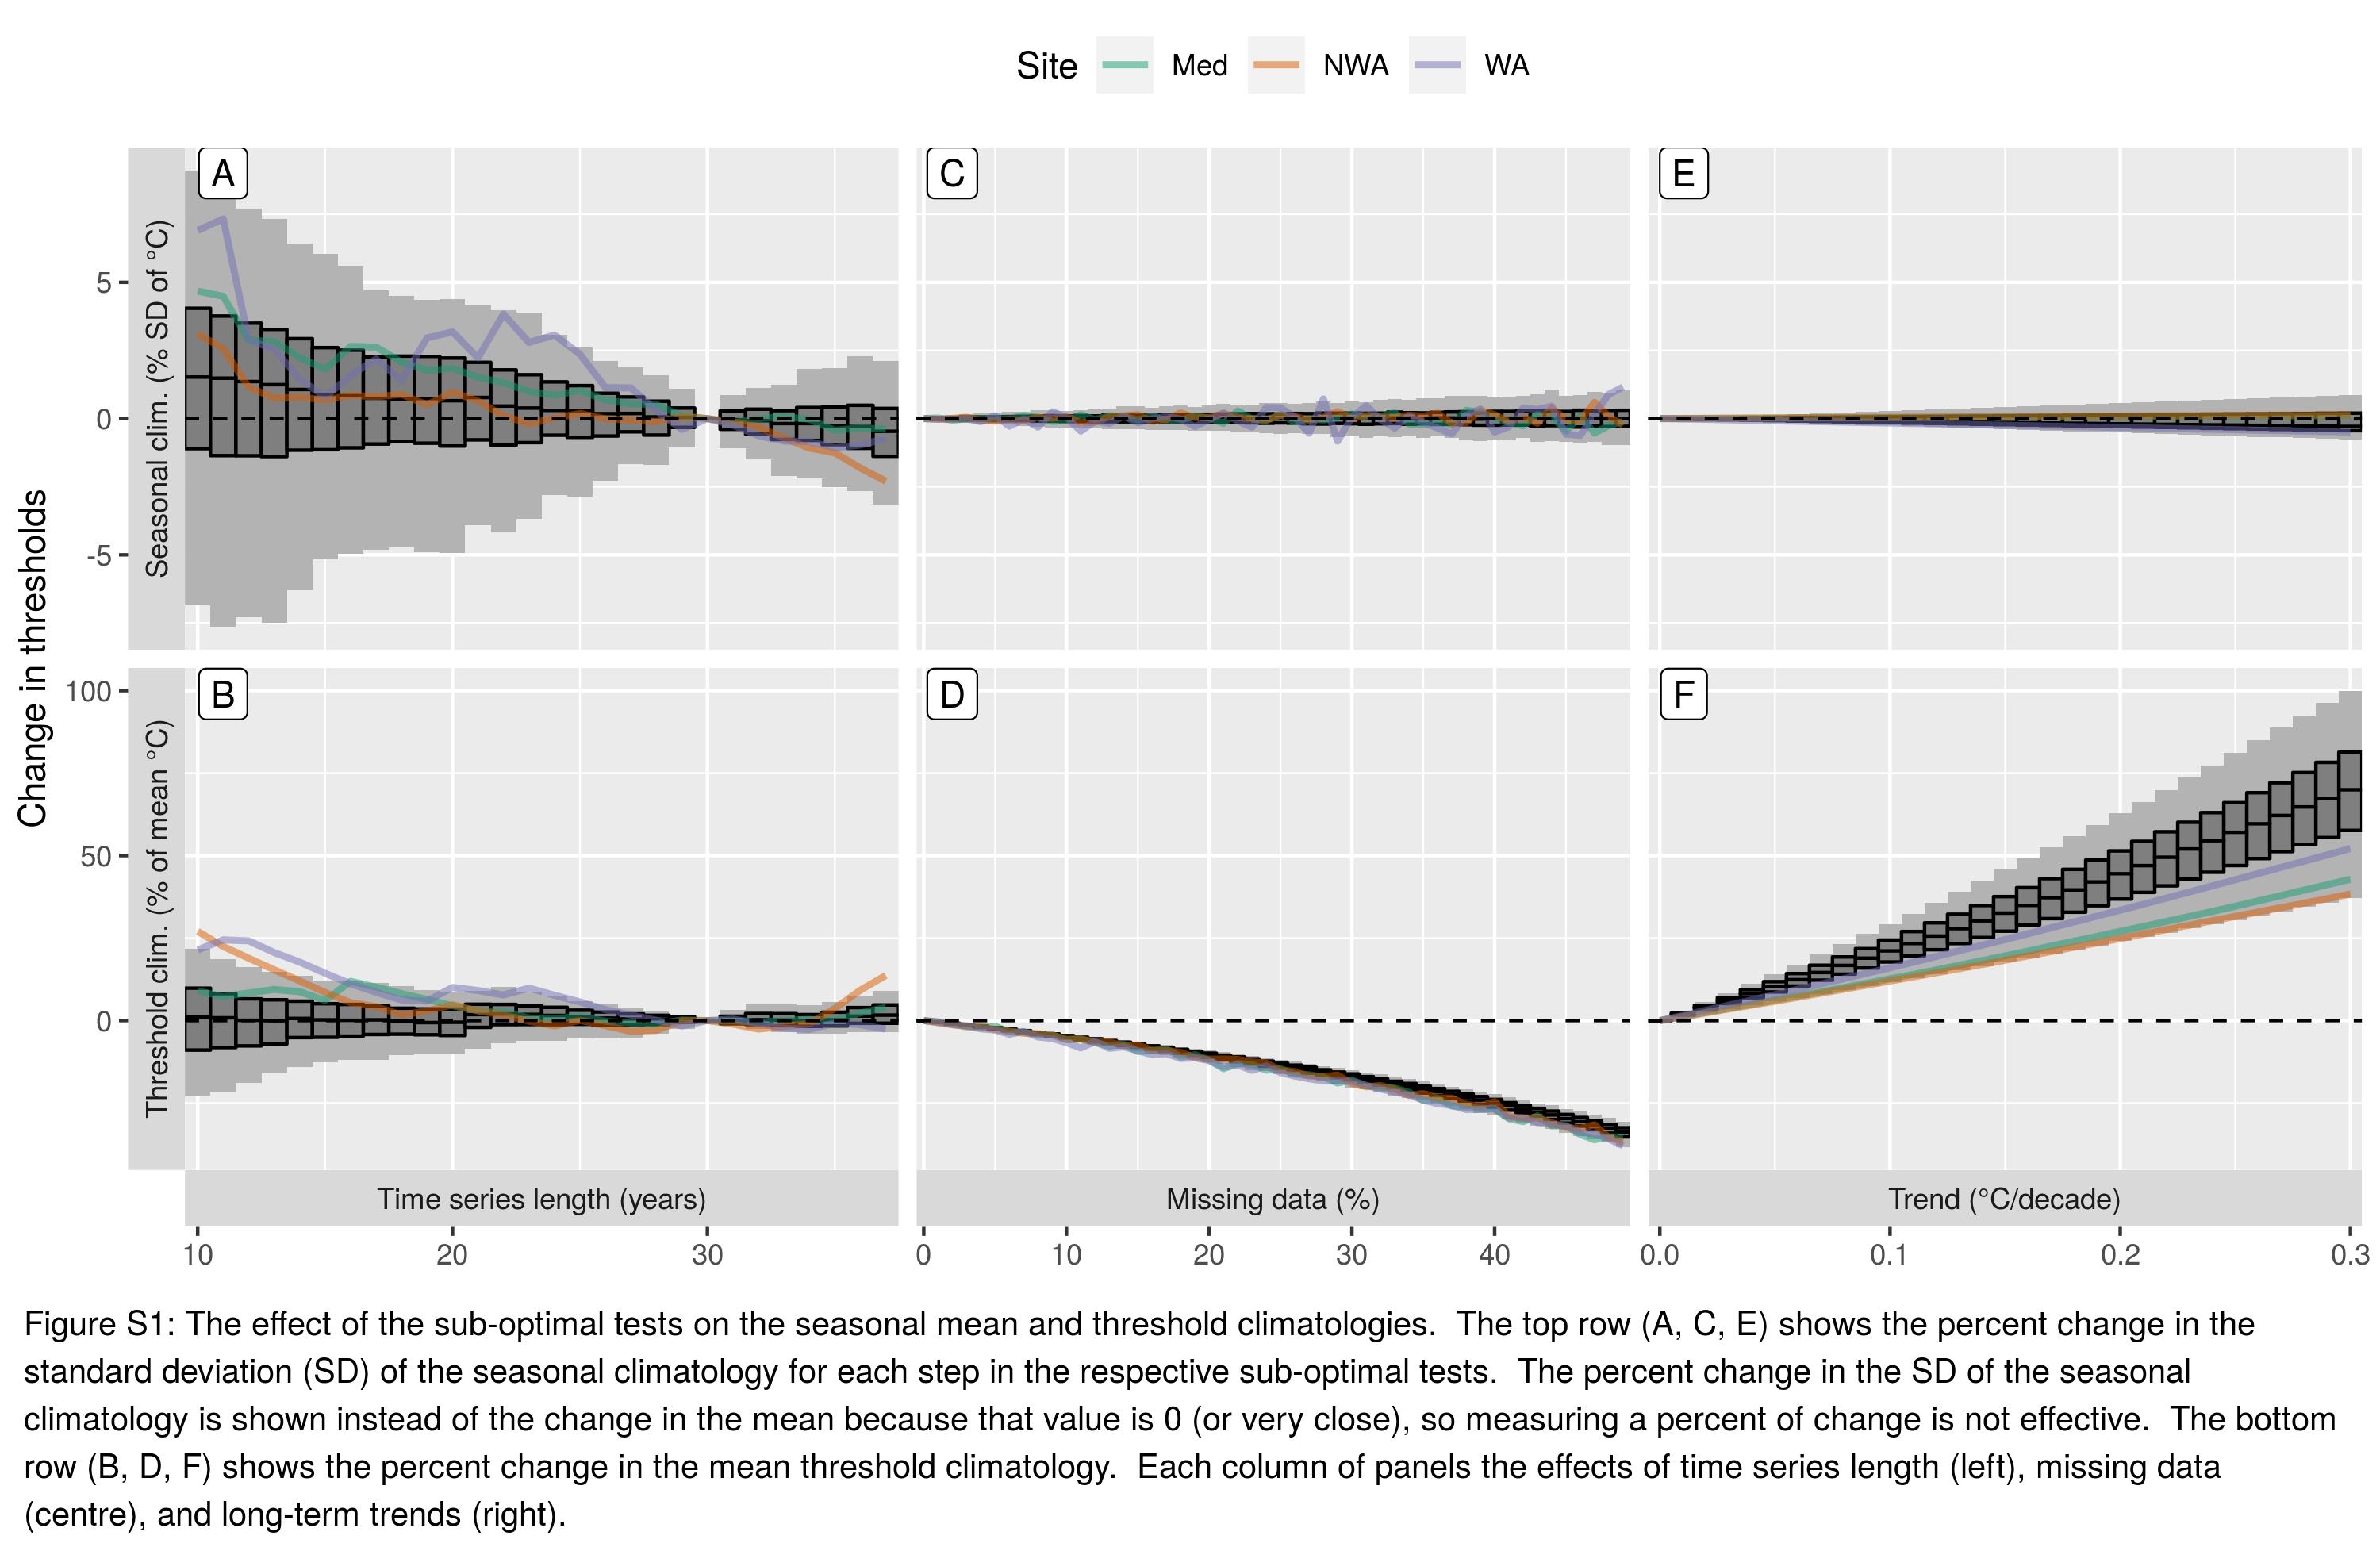 Site Med NWA WA
A
C
E
Seasonal clim. (% SD of °C)
5
0
-5
Change in thresholds
B
D
F
Threshold clim. (% of mean °C)
100
50
0
Time series length (years)
Missing data (%)
Trend (°C/decade)
10 20 30
0 10 20 30 40
0.0 0.1 0.2 0.3
Figure S1: The effect of the sub-optimal tests on the seasonal mean and threshold climatologies.  The top row (A, C, E) shows the percent change in the
standard deviation (SD) of the seasonal climatology for each step in the respective sub-optimal tests.  The percent change in the SD of the seasonal
climatology is shown instead of the change in the mean because that value is 0 (or very close), so measuring a percent of change is not effective.  The bottom
row (B, D, F) shows the percent change in the mean threshold climatology.  Each column of panels the effects of time series length (left), missing data
(centre), and long-term trends (right).